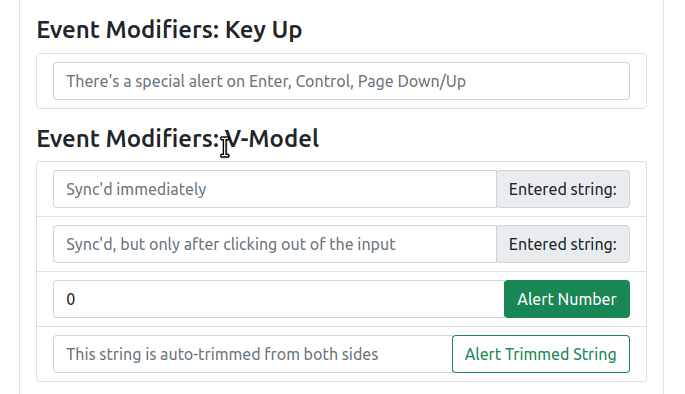 Event Modifiers: Key Up
There's a special alert on Enter, Control, Page Down/Up
Event Modifiers: V-Model
Sync'd immediately Entered string:
Sync'd, but only after clicking out of the input Entered string:
0 Alert Number
This string is auto-trimmed from both sides Alert Trimmed String